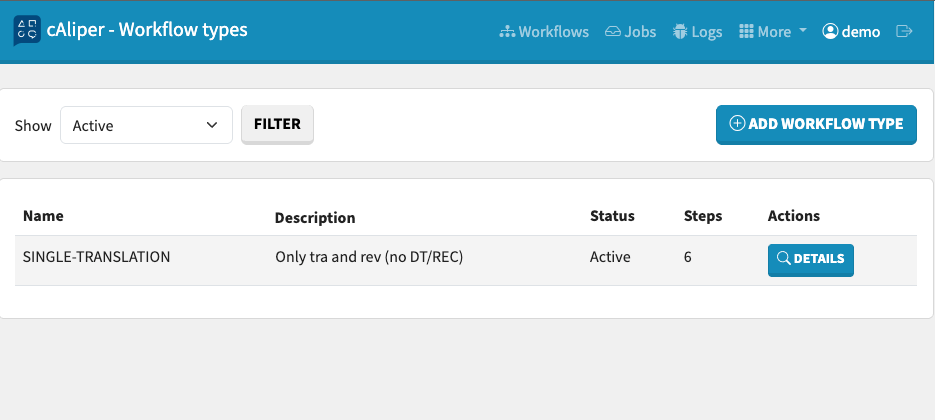 cAliper - Workflow types
Workflows Jobs Logs More demo
Show Active FILTER ADD WORKFLOW TYPE
Name Description Status Steps Actions
SINGLE-TRANSLATION Only tra and rev (no DT/REC) Active 6 DETAILS